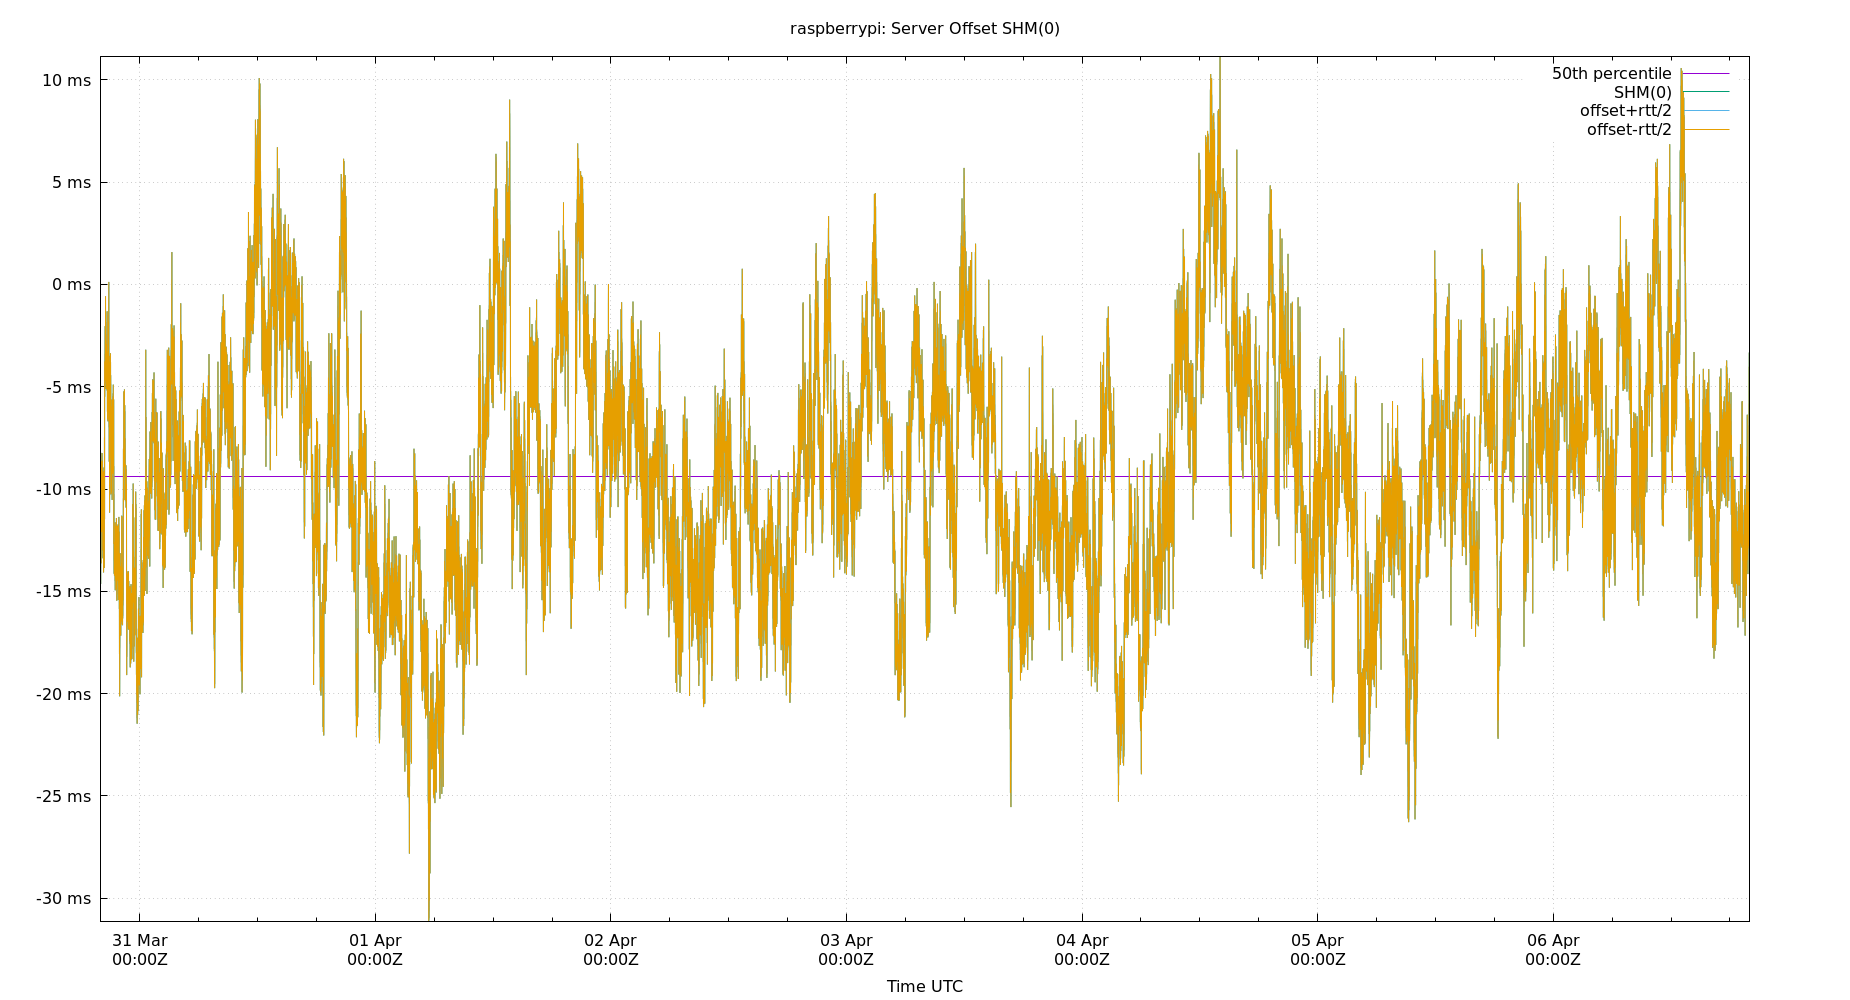 raspberrypi: Server Offset SHM(0)
50th percentile
SHM(0)
offset+rtt/2
offset-rtt/2
10 ms
5 ms
0 ms
-5 ms
-10 ms
-15 ms
-20 ms
-25 ms
-30 ms
31 Mar 01 Apr 02 Apr 03 Apr 04 Apr 05 Apr 06 Apr
00:00Z 00:00Z 00:00Z 00:00Z 00:00Z 00:00Z 00:00Z
Time UTC